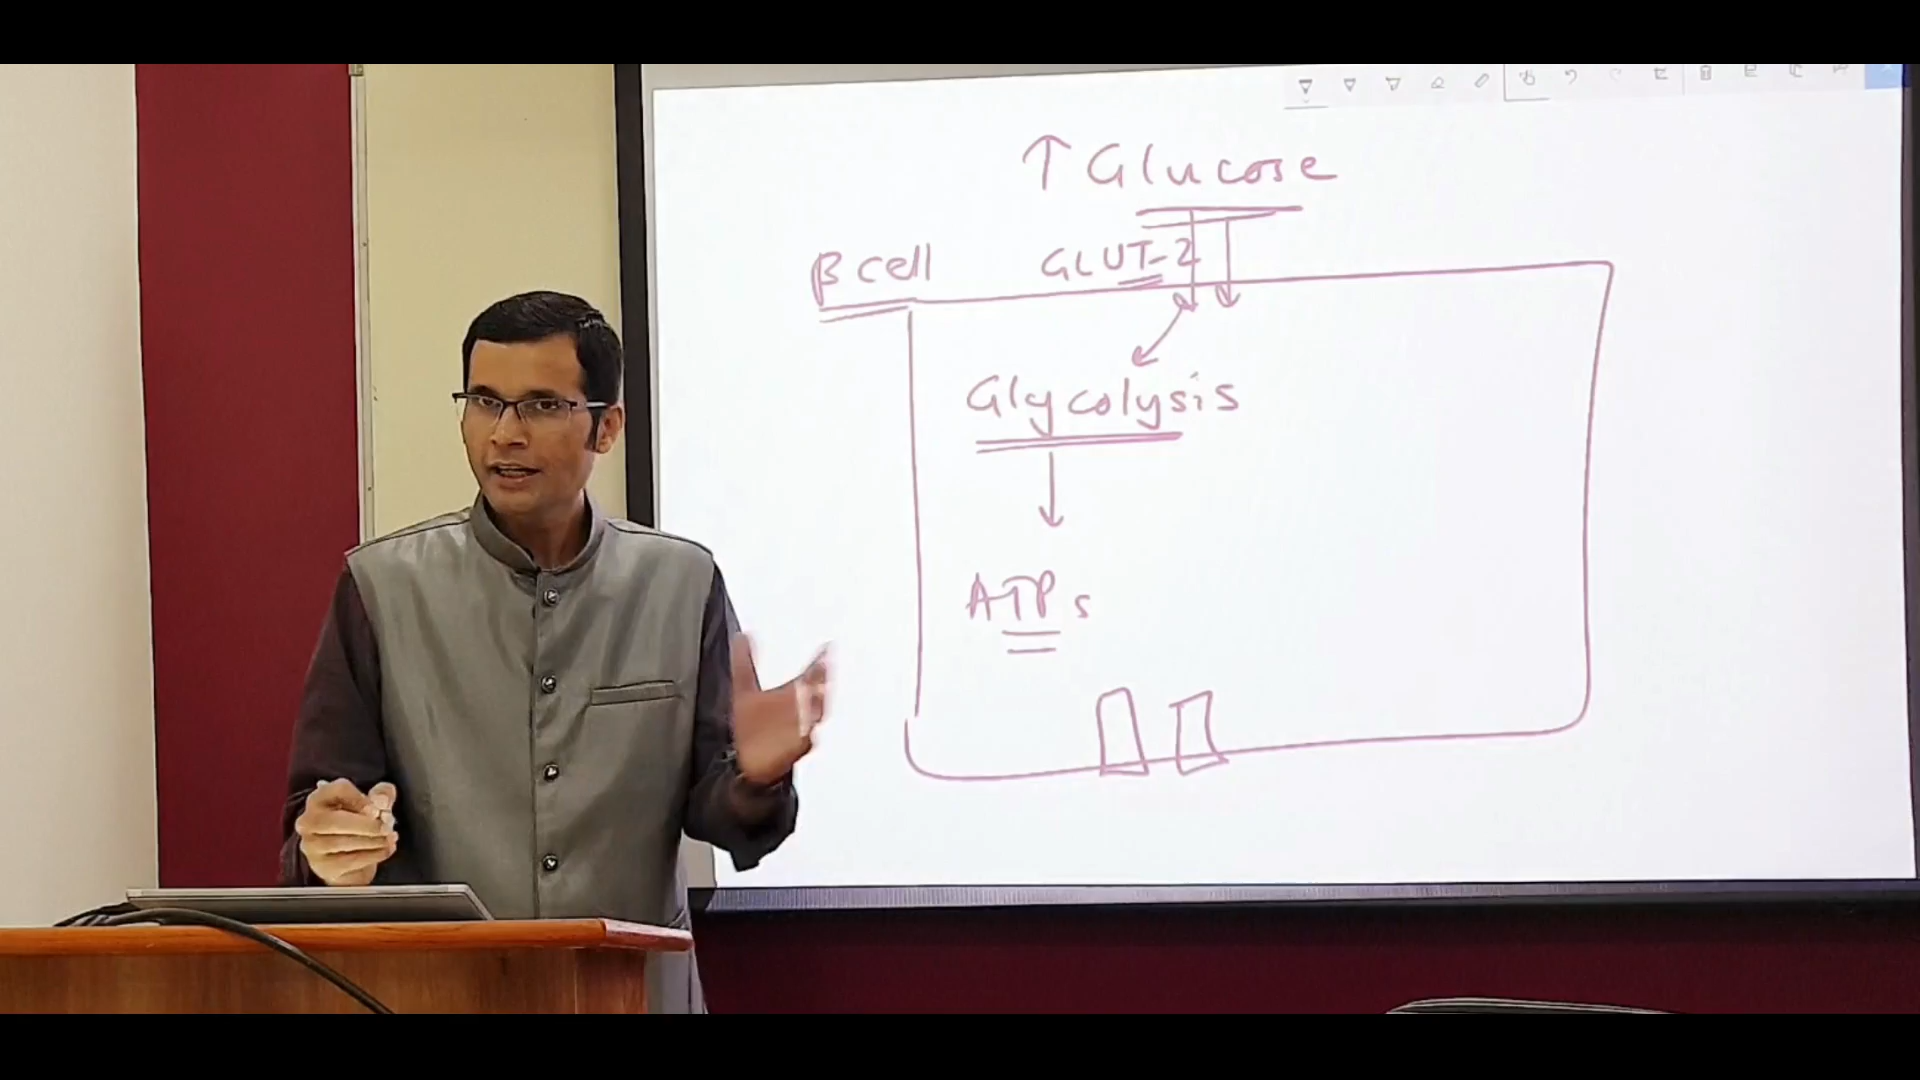 ↑ Glucose
β cell GLUT-2
Glycolysis
ATPs